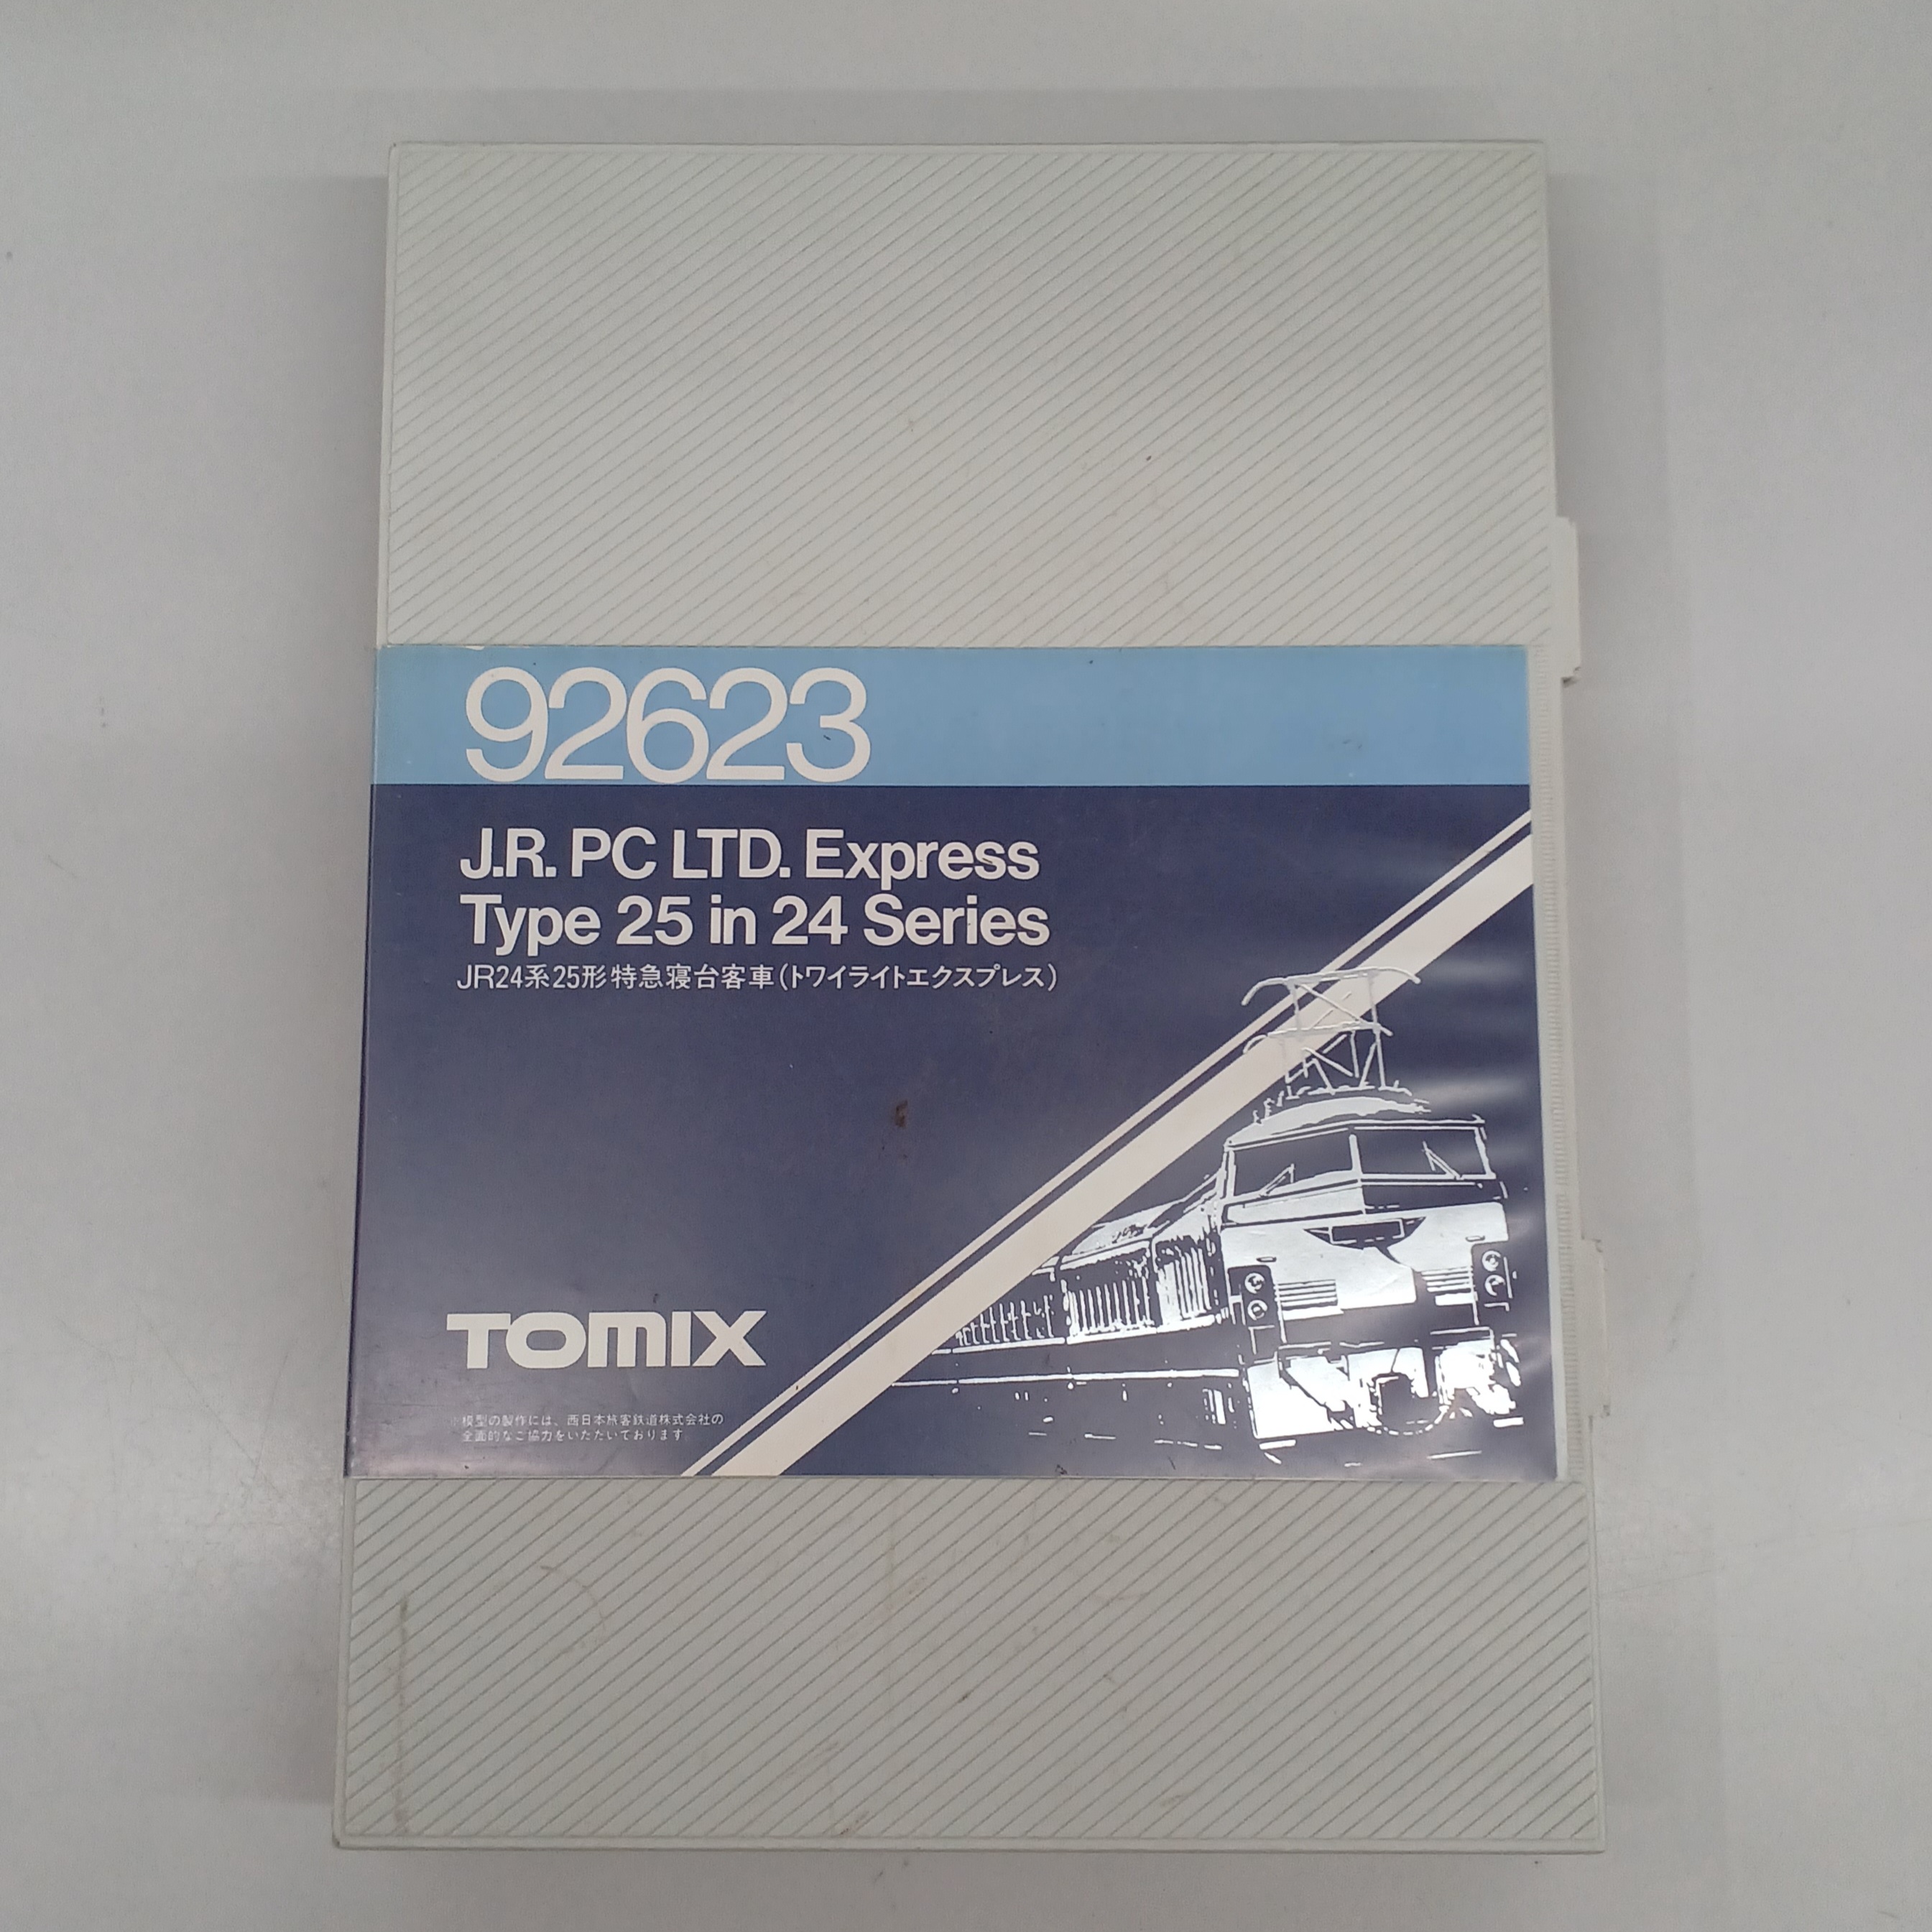 92623
J.R. PC LTD. Express
Type 25 in 24 Series
JR24系25形特急寝台客車(トワイライトエクスプレス)
TOMIX
※模型の製作には、西日本旅客鉄道株式会社の
全面的なご協力をいただいております